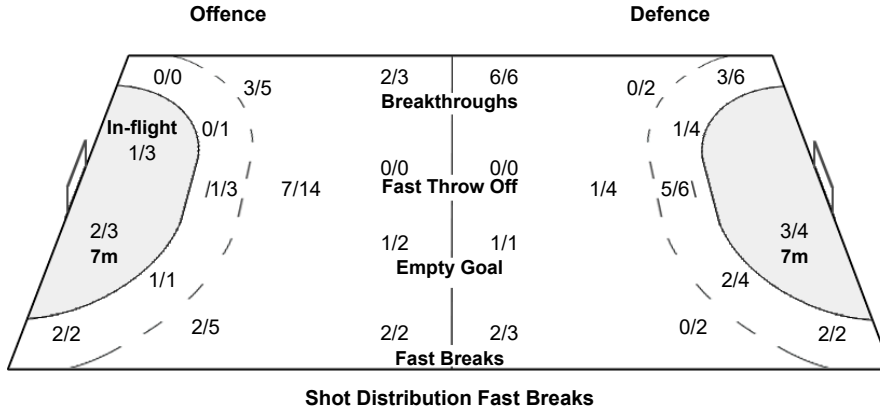 Offence Defence
0/0 3/5 2/3 6/6 0/2 3/6
Breakthroughs
In-flight 0/1 1/4
1/3
0/0 0/0
/1/3 7/14 Fast Throw Off 1/4 5/6\
2/3 3/4
7m 1/2 1/1 7m
Empty Goal
1/1 2/4
2/2 2/5 2/2 2/3 0/2 2/2
Fast Breaks
Shot Distribution Fast Breaks